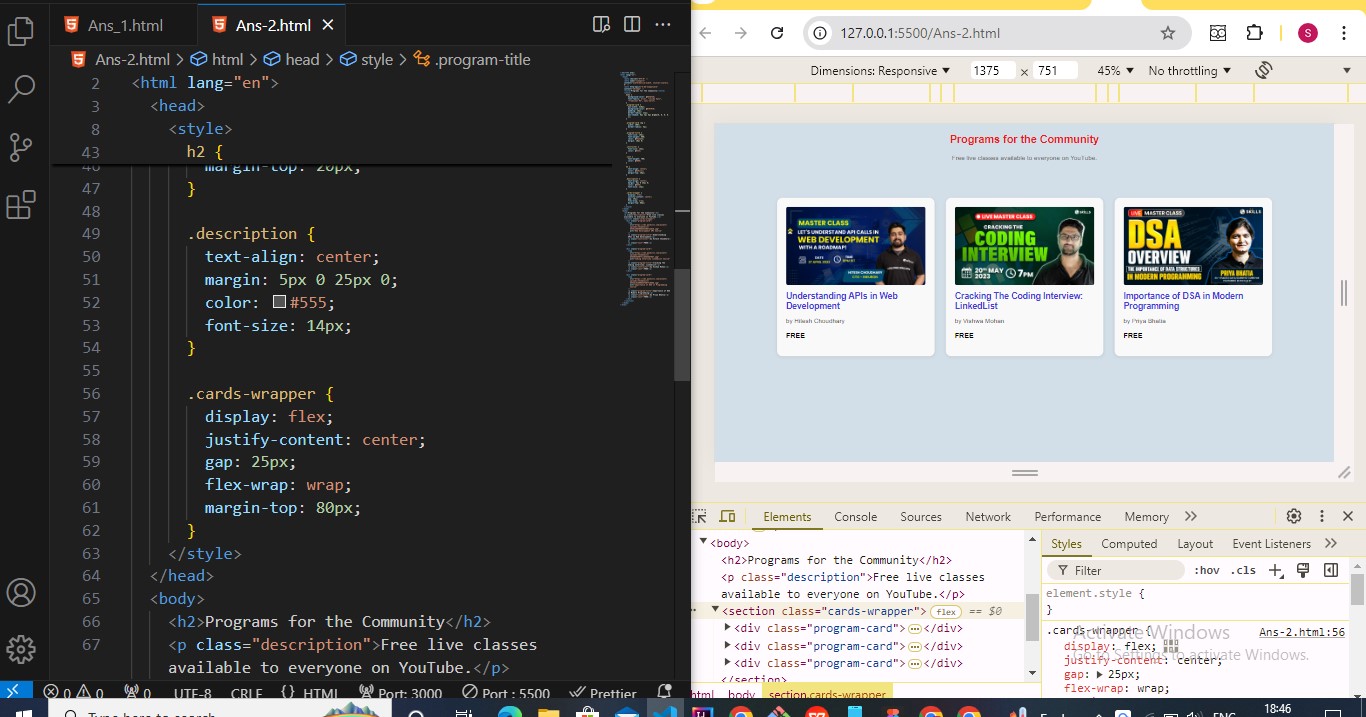 Ans_1.html
Ans-2.html
Ans-2.html > html > head > style > .program-title
2 <html lang="en">
3 <head>
8 <style>
43 h2 {
46 margin-top: 20px;
47 }
48
49 .description {
50 text-align: center;
51 margin: 5px 0 25px 0;
52 color: #555;
53 font-size: 14px;
54 }
55
56 .cards-wrapper {
57 display: flex;
58 justify-content: center;
59 gap: 25px;
60 flex-wrap: wrap;
61 margin-top: 80px;
62 }
63 </style>
64 </head>
65 <body>
66 <h2>Programs for the Community</h2>
67 <p class="description">Free live classes
available to everyone on YouTube.</p>
0 0 0 UTF-8 CRLF {} HTML Port: 3000 Port : 5500 Prettier
Type here to search
127.0.0.1:5500/Ans-2.html
S
Dimensions: Responsive 1375 x 751 45% No throttling
Programs for the Community
Free live classes available to everyone on YouTube.
MASTER CLASS
LET'S UNDERSTAND API CALLS IN
WEB DEVELOPMENT
WITH A ROADMAP!
HITESH CHOUDHARY
Understanding APIs in Web
Development
by Hitesh Choudhary
FREE
LIVE MASTER CLASS
SKILLS
CRACKING THE
CODING
INTERVIEW
20TH MAY
2023
7PM
Cracking The Coding Interview:
LinkedList
by Vishwa Mohan
FREE
LIVE MASTER CLASS
SKILLS
DSA
OVERVIEW
THE IMPORTANCE OF DATA STRUCTURES
IN MODERN PROGRAMMING
PRIYA BHATIA
Importance of DSA in Modern
Programming
by Priya Bhatia
FREE
Elements Console Sources Network Performance Memory
<body>
<h2>Programs for the Community</h2>
<p class="description">Free live classes
available to everyone on YouTube.</p>
<section class="cards-wrapper"> flex == $0
<div class="program-card"> </div>
<div class="program-card"> </div>
<div class="program-card"> </div>
</section>
html body section.cards-wrapper
Styles Computed Layout Event Listeners
Filter :hov .cls
element.style {
}
.cards-wrapper { Ans-2.html:56
display: flex;
justify-content: center;
gap: 25px;
flex-wrap: wrap;
Activate Windows
Go to Settings to activate Windows.
ENG
18:46